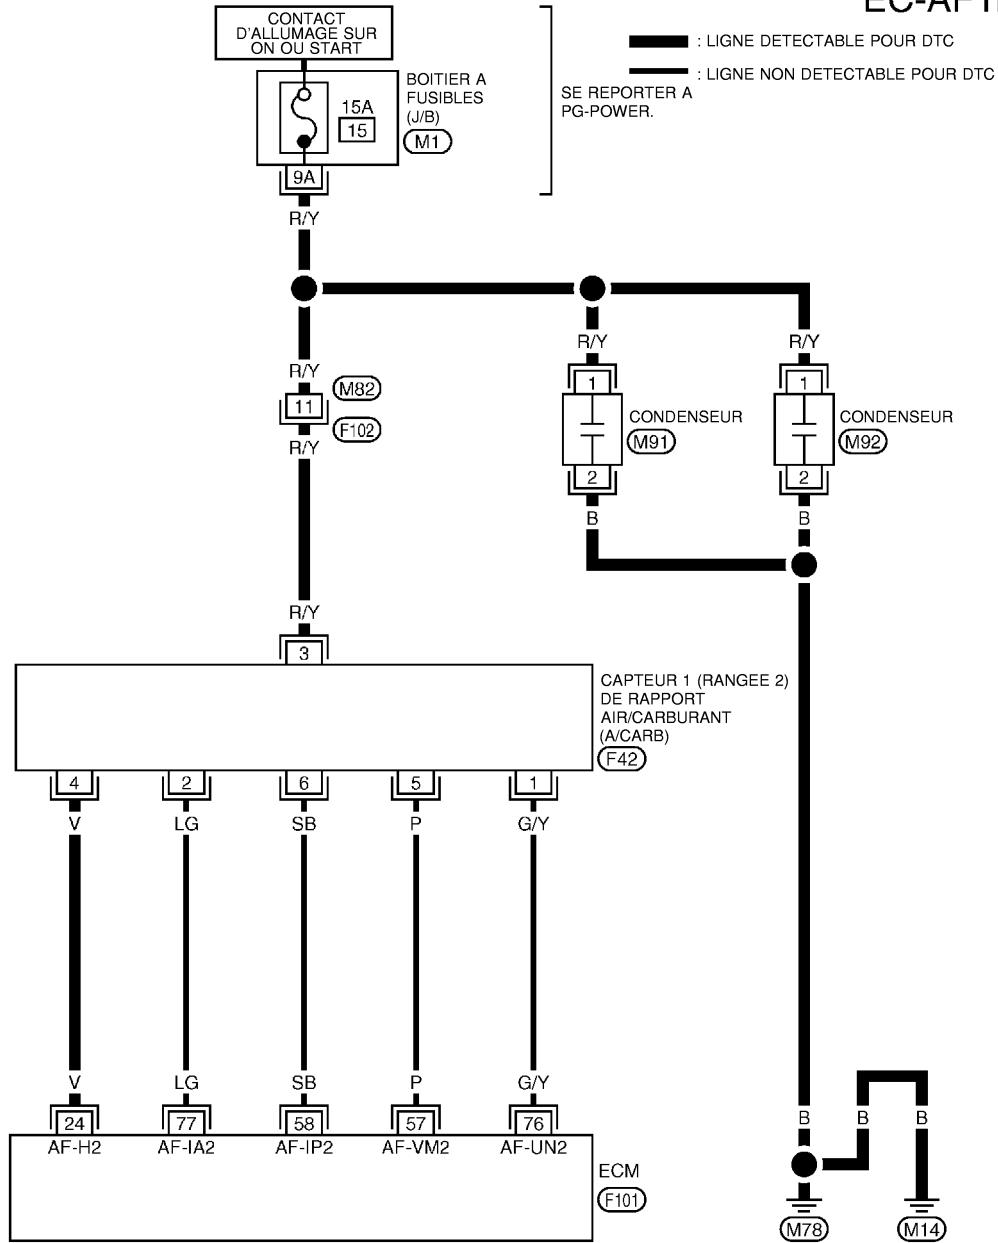 EC-AF1
CONTACT
D'ALLUMAGE SUR
ON OU START
: LIGNE DETECTABLE POUR DTC
: LIGNE NON DETECTABLE POUR DTC
BOITIER A
FUSIBLES
(J/B)
M1
15A
15
SE REPORTER A
PG-POWER.
9A
R/Y
R/Y
R/Y
R/Y
M82
11
F102
R/Y
1
1
CONDENSEUR
M91
CONDENSEUR
M92
2
2
B
B
R/Y
3
CAPTEUR 1 (RANGEE 2)
DE RAPPORT
AIR/CARBURANT
(A/CARB)
F42
4
2
6
5
1
V
LG
SB
P
G/Y
V
LG
SB
P
G/Y
24
77
58
57
76
AF-H2
AF-IA2
AF-IP2
AF-VM2
AF-UN2
ECM
F101
B
B
B
M78
M14